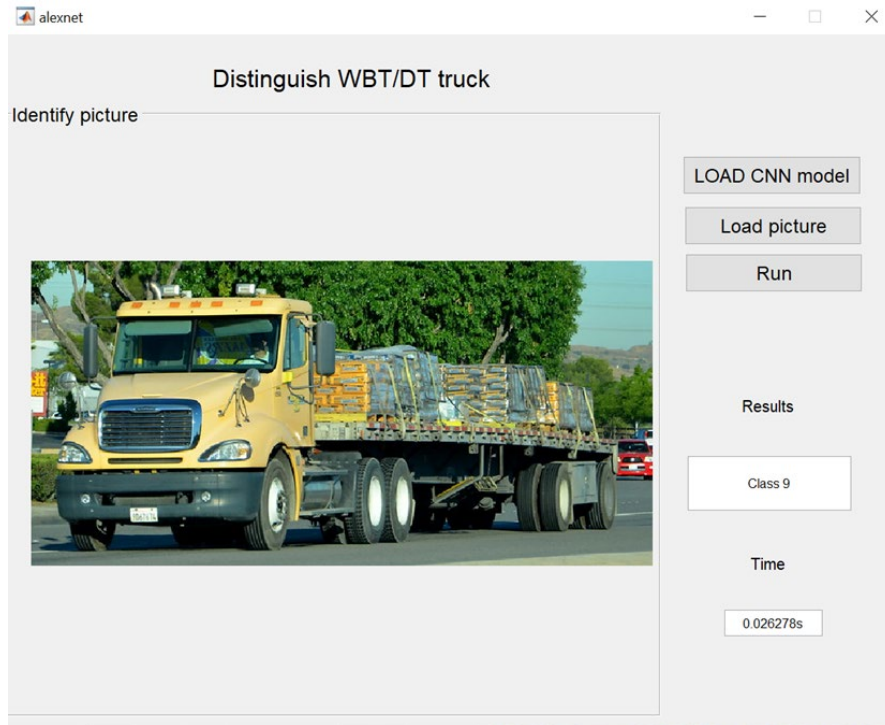 alexnet
Distinguish WBT/DT truck
Identify picture
LOAD CNN model
Load picture
Run
Results
Class 9
Time
0.026278s